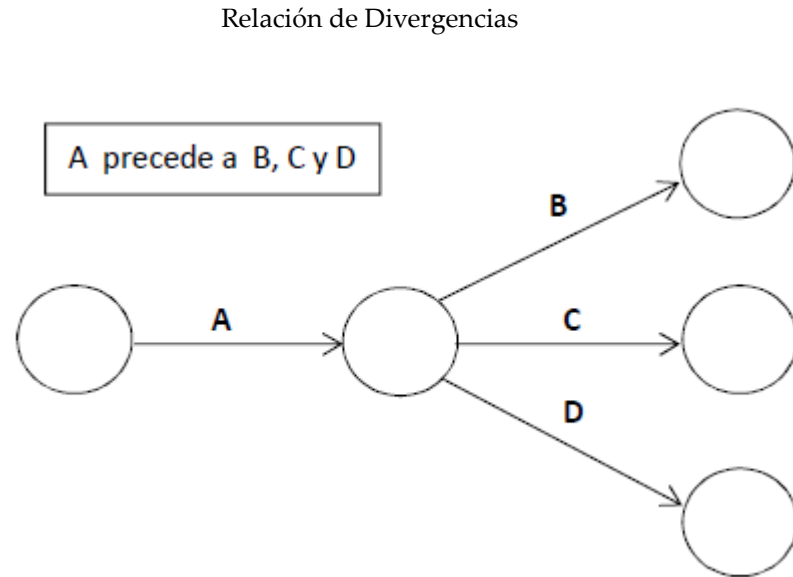 Relación de Divergencias
A precede a B, C y D
B
A
C
D